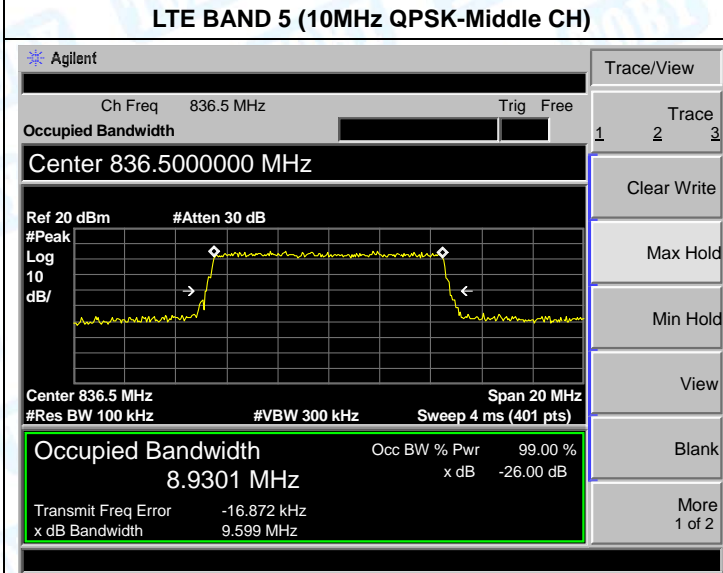 LTE BAND 5 (10MHz QPSK-Middle CH)
Agilent
Ch Freq 836.5 MHz Trig Free
Occupied Bandwidth
Center 836.5000000 MHz
Ref 20 dBm #Atten 30 dB
#Peak
Log
10
dB/
Center 836.5 MHz Span 20 MHz
#Res BW 100 kHz #VBW 300 kHz Sweep 4 ms (401 pts)
Occupied Bandwidth Occ BW % Pwr 99.00 %
8.9301 MHz x dB -26.00 dB
Transmit Freq Error -16.872 kHz
x dB Bandwidth 9.599 MHz
Trace/View
Trace
1 2 3
Clear Write
Max Hold
Min Hold
View
Blank
More
1 of 2